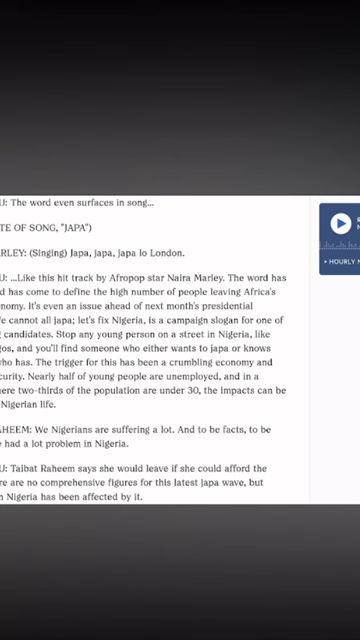 U: The word even surfaces in song...
TE OF SONG, "JAPA")
RLEY: (Singing) Japa, japa, japa lo London.
U: ...Like this hit track by Afropop star Naira Marley. The word has
d has come to define the high number of people leaving Africa's
nomy. It's even an issue ahead of next month's presidential
e cannot all japa; let's fix Nigeria, is a campaign slogan for one of
g candidates. Stop any young person on a street in Nigeria, like
gos, and you'll find someone who either wants to japa or knows
who has. The trigger for this has been a crumbling economy and
curity. Nearly half of young people are unemployed, and in a
here two-thirds of the population are under 30, the impacts can be
Nigerian life.
AHEEM: We Nigerians are suffering a lot. And to be facts, to be
e had a lot problem in Nigeria.
U: Taibat Raheem says she would leave if she could afford the
re are no comprehensive figures for this latest japa wave, but
n Nigeria has been affected by it.
HOURLY N